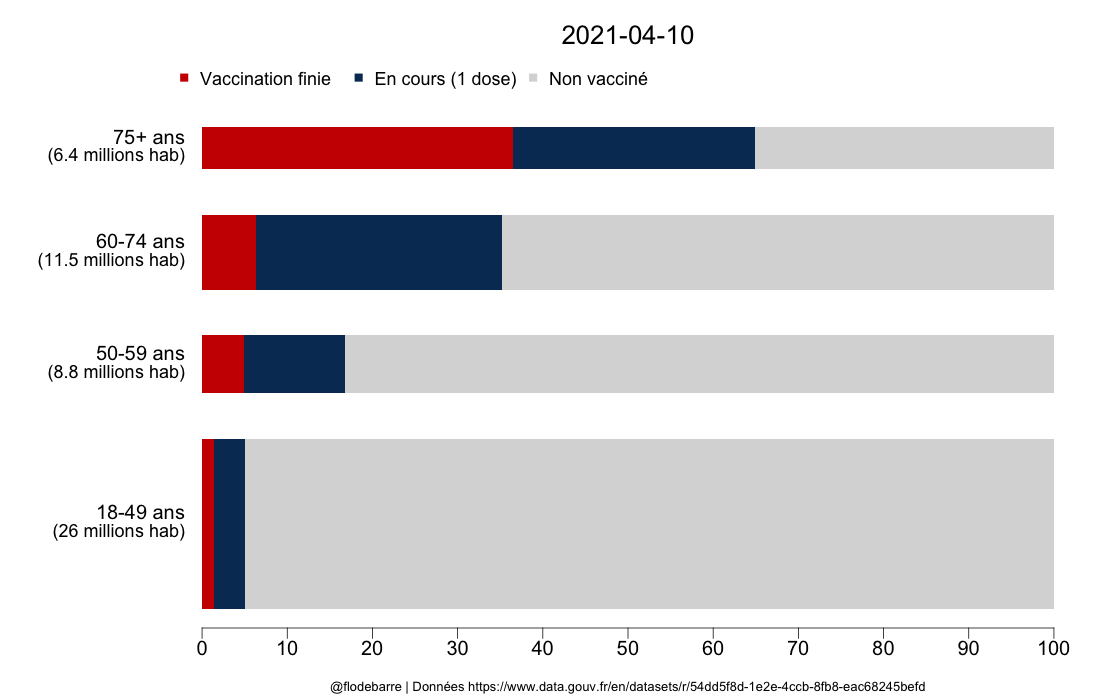 2021-04-10
Vaccination finie En cours (1 dose) Non vacciné
75+ ans
(6.4 millions hab)
60-74 ans
(11.5 millions hab)
50-59 ans
(8.8 millions hab)
18-49 ans
(26 millions hab)
0 10 20 30 40 50 60 70 80 90 100
@flodebarre | Données https://www.data.gouv.fr/en/datasets/r/54dd5f8d-1e2e-4ccb-8fb8-eac68245befd